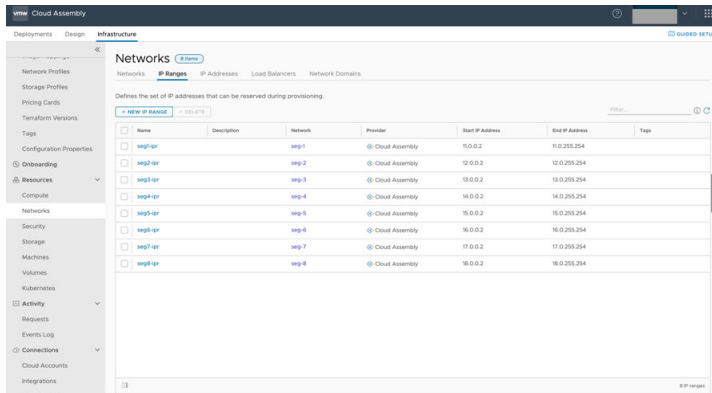 vmw Cloud Assembly
Deployments Design Infrastructure GUIDED SETU
Network Profiles
Storage Profiles
Pricing Cards
Terraform Versions
Tags
Configuration Properties
Onboarding
Resources
Compute
Networks
Security
Storage
Machines
Volumes
Kubernetes
Activity
Requests
Events Log
Connections
Cloud Accounts
Integrations
Networks 8 items
Networks IP Ranges IP Addresses Load Balancers Network Domains
Defines the set of IP addresses that can be reserved during provisioning.
+ NEW IP RANGE × DELETE Filter...
Name Description Network Provider Start IP Address End IP Address Tags
seg1-ipr seg-1 Cloud Assembly 11.0.0.2 11.0.255.254
seg2-ipr seg-2 Cloud Assembly 12.0.0.2 12.0.255.254
seg3-ipr seg-3 Cloud Assembly 13.0.0.2 13.0.255.254
seg4-ipr seg-4 Cloud Assembly 14.0.0.2 14.0.255.254
seg5-ipr seg-5 Cloud Assembly 15.0.0.2 15.0.255.254
seg6-ipr seg-6 Cloud Assembly 16.0.0.2 16.0.255.254
seg7-ipr seg-7 Cloud Assembly 17.0.0.2 17.0.255.254
seg8-ipr seg-8 Cloud Assembly 18.0.0.2 18.0.255.254
8 IP ranges